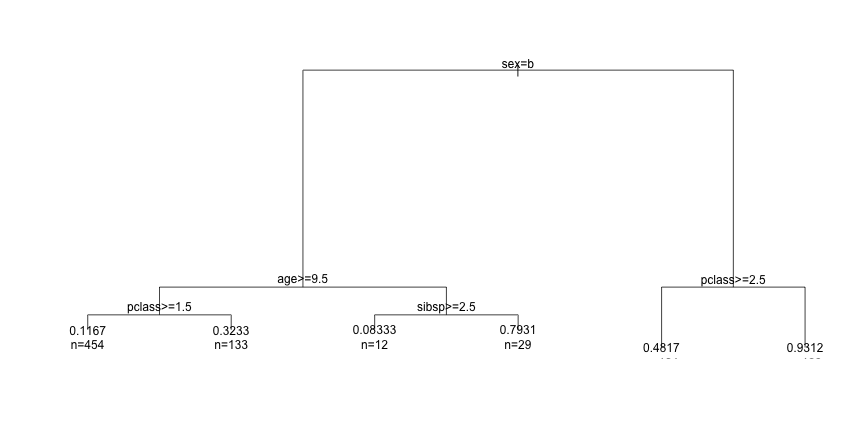 sex=b
age>=9.5
pclass>=2.5
pclass>=1.5
sibsp>=2.5
0.1167
n=454
0.3233
n=133
0.08333
n=12
0.7931
n=29
0.4817
0.9312